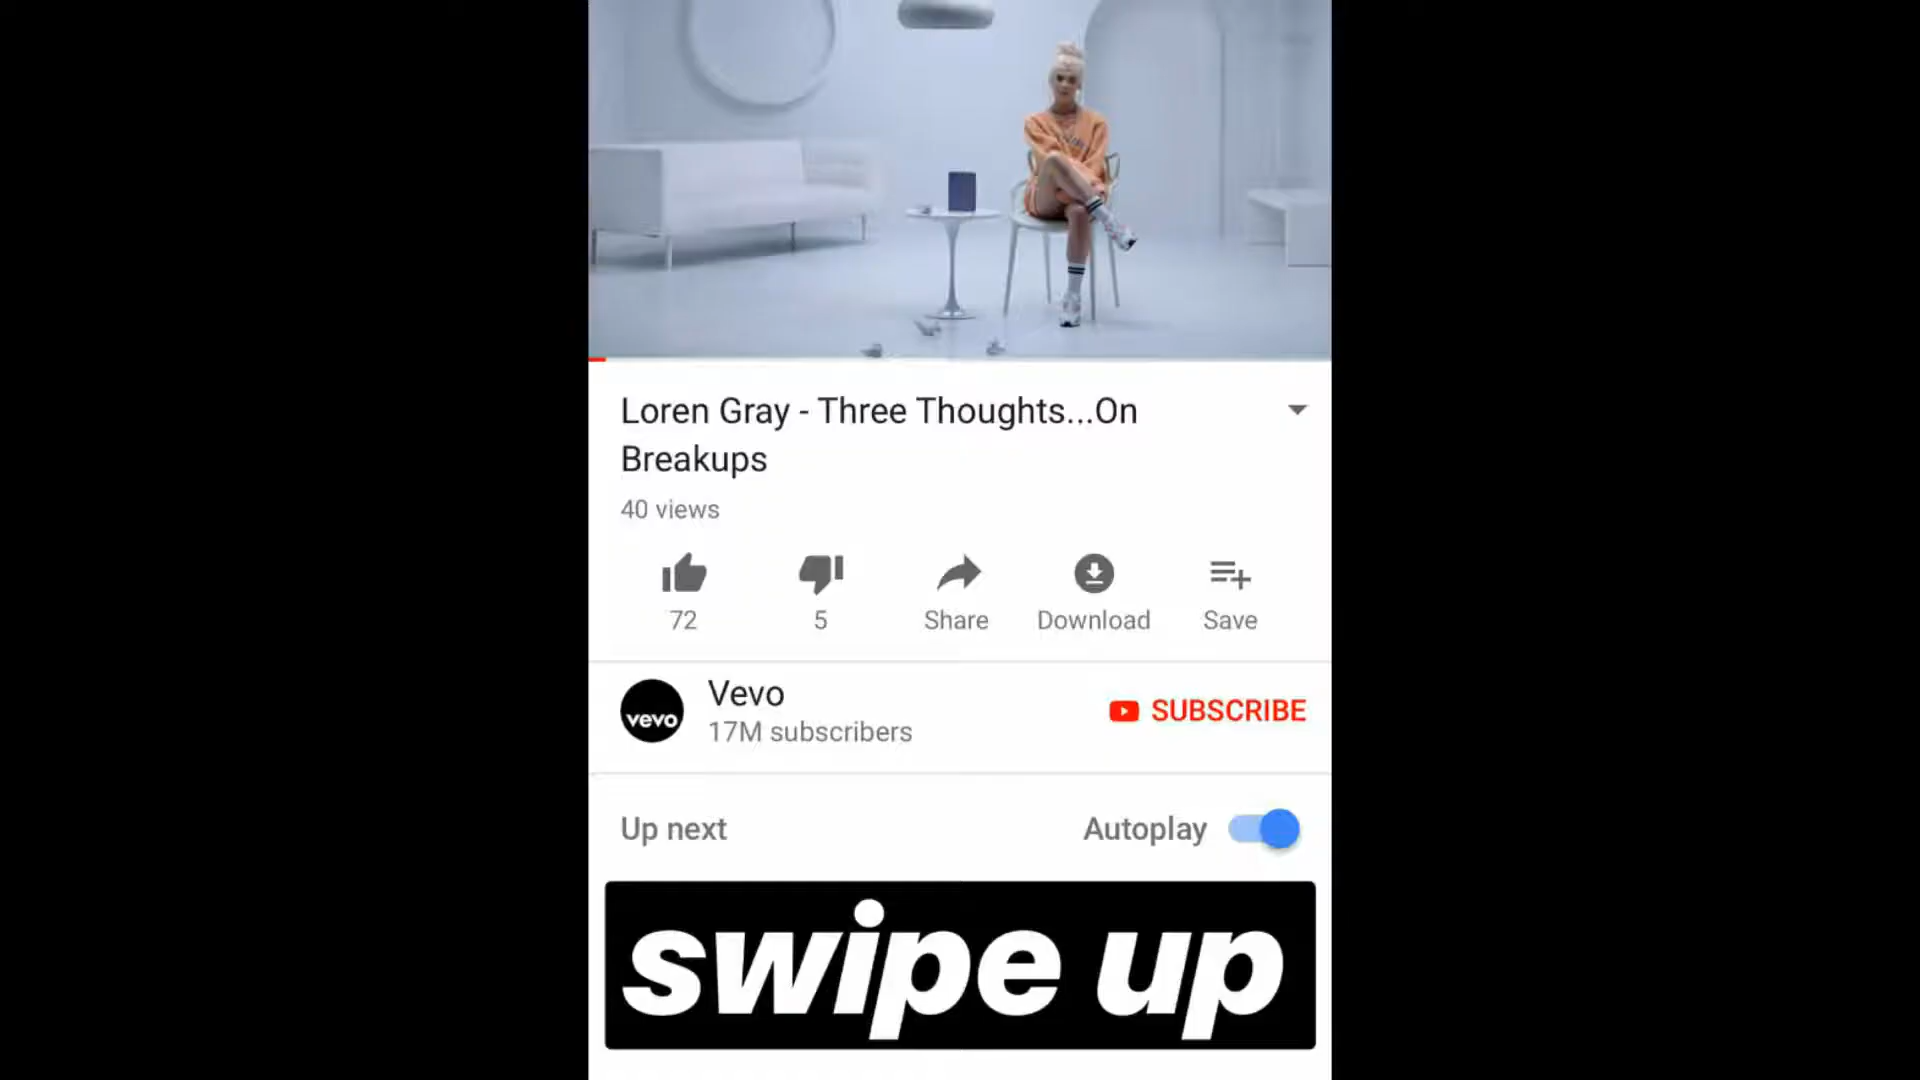 Loren Gray - Three Thoughts...On
Breakups
40 views
72
5
Share
Download
Save
vevo
Vevo
17M subscribers
SUBSCRIBE
Up next
Autoplay
swipe up